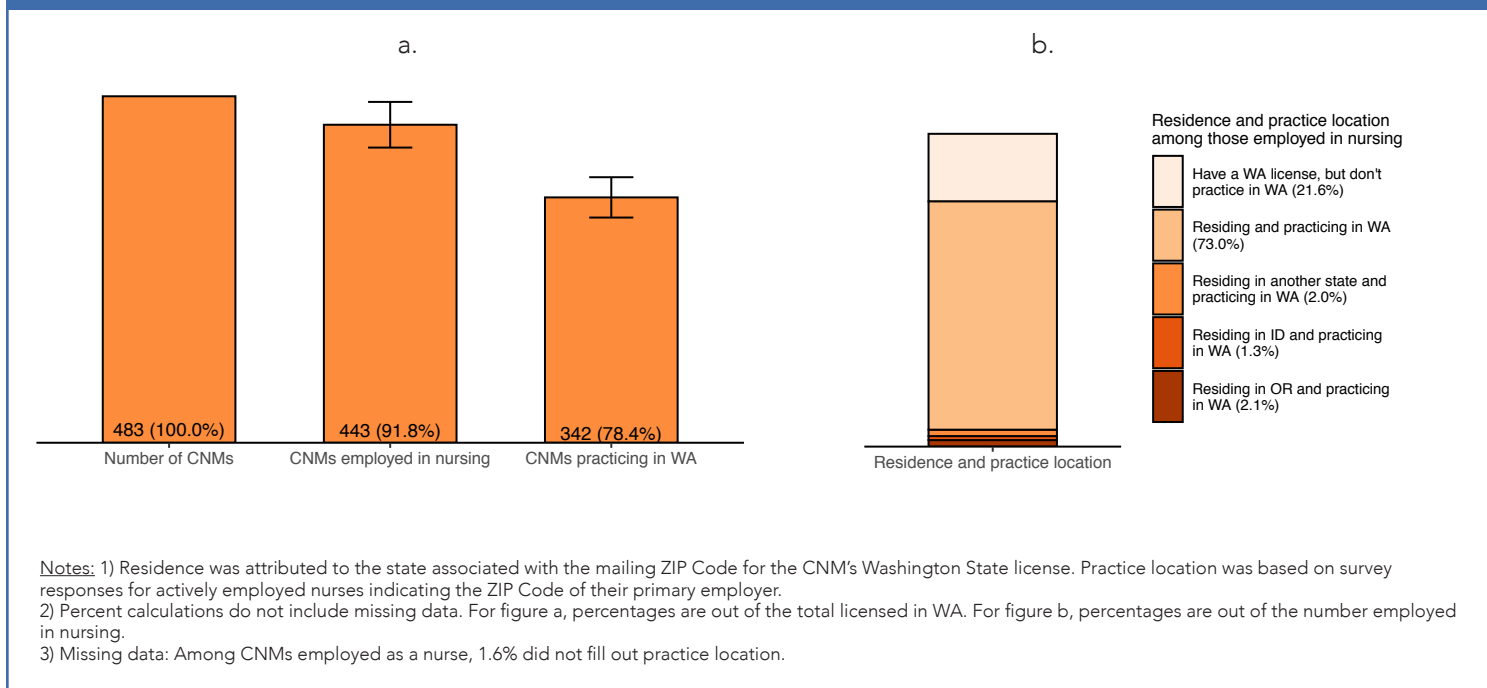 a.
483 (100.0%)
443 (91.8%)
342 (78.4%)
Number of CNMs
CNMs employed in nursing
CNMs practicing in WA
b.
Residence and practice location
Residence and practice location
among those employed in nursing
Have a WA license, but don't
practice in WA (21.6%)
Residing and practicing in WA
(73.0%)
Residing in another state and
practicing in WA (2.0%)
Residing in ID and practicing
in WA (1.3%)
Residing in OR and practicing
in WA (2.1%)
Notes: 1) Residence was attributed to the state associated with the mailing ZIP Code for the CNM's Washington State license. Practice location was based on survey
responses for actively employed nurses indicating the ZIP Code of their primary employer.
2) Percent calculations do not include missing data. For figure a, percentages are out of the total licensed in WA. For figure b, percentages are out of the number employed
in nursing.
3) Missing data: Among CNMs employed as a nurse, 1.6% did not fill out practice location.